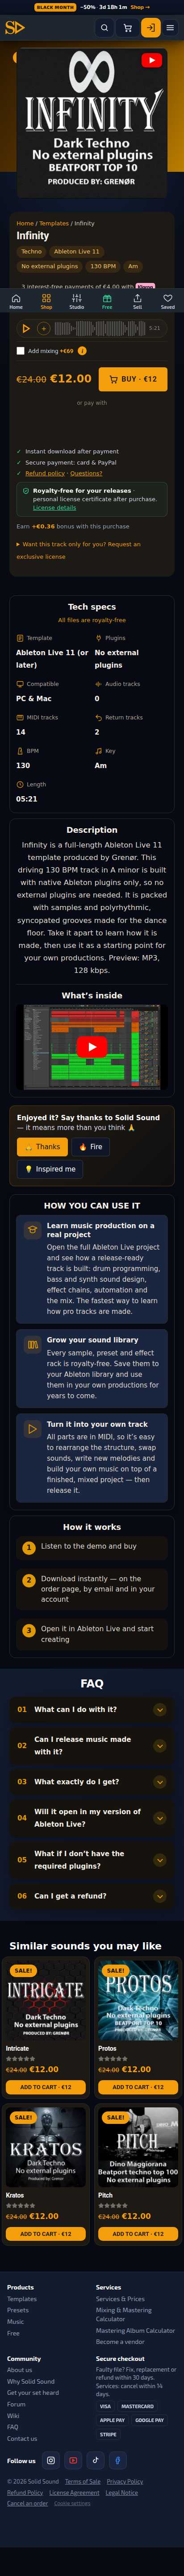 BLACK MONTH −50% · 3d 18h 1m Shop →
SD
INFINITY
Dark Techno
No external plugins
BEATPORT TOP 10
PRODUCED BY: GRENØR
Home / Templates / Infinity
Infinity
Techno
Ableton Live 11
No external plugins
130 BPM
Am
3 interest-free payments of €4.00 with Klarna
Home
Shop
Studio
Free
Sell
Saved
5:21
Add mixing +€69 i
€24.00 €12.00
BUY · €12
or pay with
✓ Instant download after payment
✓ Secure payment: card & PayPal
✓ Refund policy · Questions?
Royalty-free for your releases ·
personal license certificate after purchase.
License details
Earn +€0.36 bonus with this purchase
▸ Want this track only for you? Request an
exclusive license
Tech specs
All files are royalty-free
Template
Ableton Live 11 (or
later)
Plugins
No external
plugins
Compatible
PC & Mac
Audio tracks
0
MIDI tracks
14
Return tracks
2
BPM
130
Key
Am
Length
05:21
Description
Infinity is a full-length Ableton Live 11
template produced by Grenør. This
driving 130 BPM track in A minor is built
with native Ableton plugins only, so no
external plugins are needed. It is packed
with samples and polyrhythmic,
syncopated grooves made for the dance
floor. Take it apart to learn how it is
made, then use it as a starting point for
your own productions. Preview: MP3,
128 kbps.
What's inside
Enjoyed it? Say thanks to Solid Sound
— it means more than you think 🙏
👍 Thanks
🔥 Fire
💡 Inspired me
HOW YOU CAN USE IT
Learn music production on a
real project
Open the full Ableton Live project
and see how a release-ready
track is built: drum programming,
bass and synth sound design,
effect chains, automation and
the mix. The fastest way to learn
how pro tracks are made.
Grow your sound library
Every sample, preset and effect
rack is royalty-free. Save them to
your Ableton library and use
them in your own productions for
years to come.
Turn it into your own track
All parts are in MIDI, so it's easy
to rearrange the structure, swap
sounds, write new melodies and
record your own music on top of a
finished, mixed project — then
release it.
How it works
1 Listen to the demo and buy
2 Download instantly — on the
order page, by email and in your
account
3 Open it in Ableton Live and start
creating
FAQ
01 What can I do with it?
02 Can I release music made
with it?
03 What exactly do I get?
04 Will it open in my version of
Ableton Live?
05 What if I don't have the
required plugins?
06 Can I get a refund?
Similar sounds you may like
SALE!
INTRICATE
Dark Techno
No external plugins
PRODUCED BY: GRENØR
Intricate
€24.00 €12.00
ADD TO CART · €12
SALE!
PROTOS
Dark Techno
No external plugins
BEATPORT TOP 10
Protos
€24.00 €12.00
ADD TO CART · €12
SALE!
KRATOS
Dark Techno
No external plugins
Kratos
€24.00 €12.00
ADD TO CART · €12
SALE!
PITCH
dino Maggiorana
Beatport techno top 100
No external plugins
Pitch
€24.00 €12.00
ADD TO CART · €12
Products
Templates
Presets
Music
Free
Services
Services & Prices
Mixing & Mastering
Calculator
Mastering Album Calculator
Become a vendor
Community
About us
Why Solid Sound
Get your set heard
Forum
Wiki
FAQ
Contact us
Secure checkout
Faulty file? Fix, replacement or
refund within 30 days.
Services: cancel within 14
days.
VISA
MASTERCARD
APPLE PAY
GOOGLE PAY
STRIPE
Follow us
© 2026 Solid Sound Terms of Sale Privacy Policy
Refund Policy License Agreement Legal Notice
Cancel an order Cookie settings